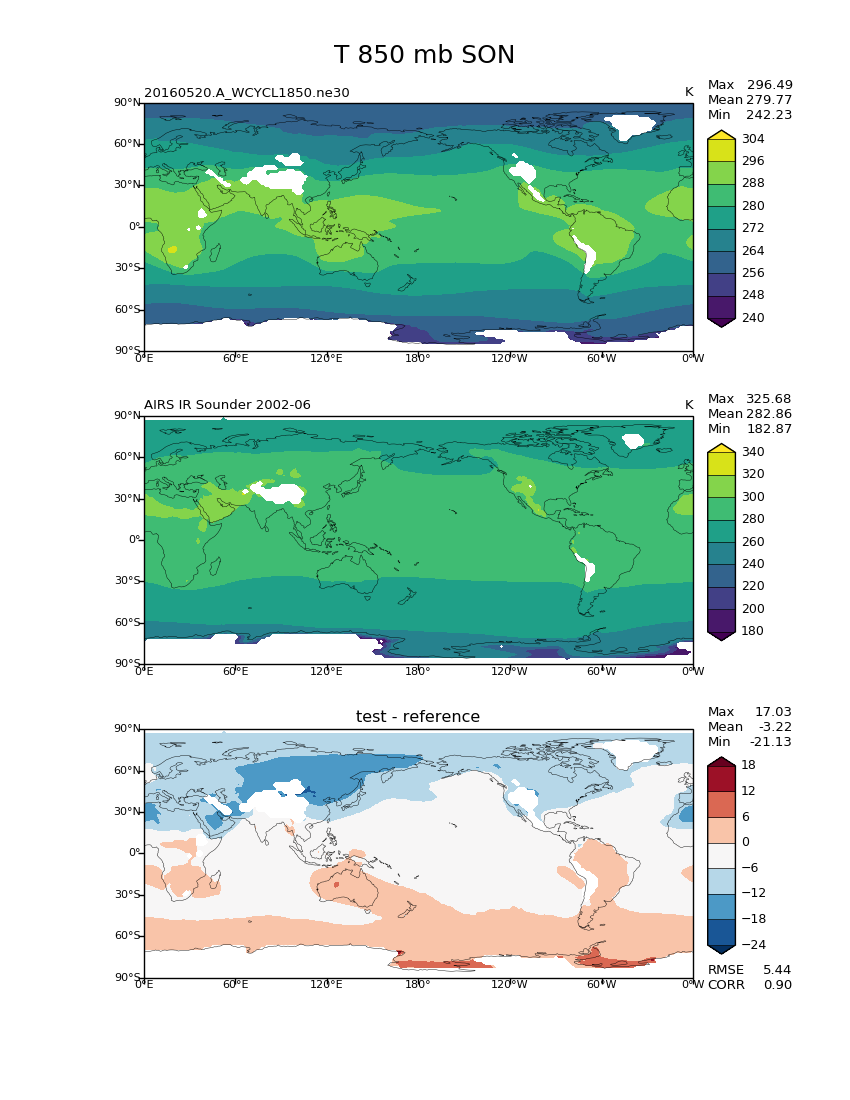 T 850 mb SON
20160520.A_WCYCL1850.ne30 K
Max 296.49
Mean 279.77
Min 242.23
90°N
60°N
30°N
0°
30°S
60°S
90°S
0°E 60°E 120°E 180° 120°W 60°W 0°W
304
296
288
280
272
264
256
248
240
AIRS IR Sounder 2002-06 K
Max 325.68
Mean 282.86
Min 182.87
90°N
60°N
30°N
0°
30°S
60°S
90°S
0°E 60°E 120°E 180° 120°W 60°W 0°W
340
320
300
280
260
240
220
200
180
test - reference
Max 17.03
Mean -3.22
Min -21.13
90°N
60°N
30°N
0°
30°S
60°S
90°S
0°E 60°E 120°E 180° 120°W 60°W 0°W
18
12
6
0
−6
−12
−18
−24
RMSE 5.44
CORR 0.90